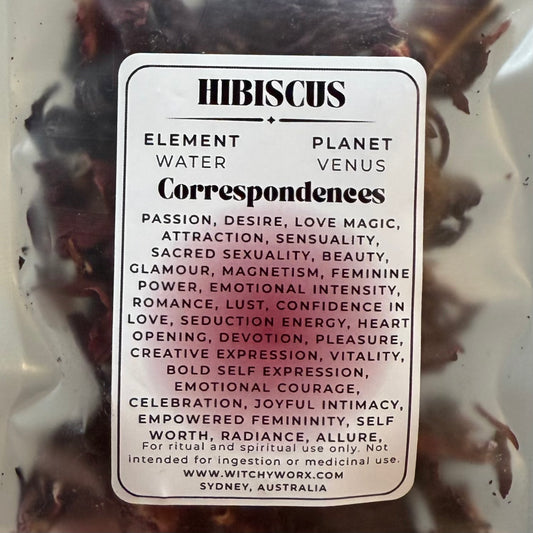 HIBISCUS
ELEMENT PLANET
WATER VENUS
Correspondences
PASSION, DESIRE, LOVE MAGIC,
ATTRACTION, SENSUALITY,
SACRED SEXUALITY, BEAUTY,
GLAMOUR, MAGNETISM, FEMININE
POWER, EMOTIONAL INTENSITY,
ROMANCE, LUST, CONFIDENCE IN
LOVE, SEDUCTION ENERGY, HEART
OPENING, DEVOTION, PLEASURE,
CREATIVE EXPRESSION, VITALITY,
BOLD SELF EXPRESSION,
EMOTIONAL COURAGE,
CELEBRATION, JOYFUL INTIMACY,
EMPOWERED FEMININITY, SELF
WORTH, RADIANCE, ALLURE,
For ritual and spiritual use only. Not
intended for ingestion or medicinal use.
WWW.WITCHYWORX.COM
SYDNEY, AUSTRALIA